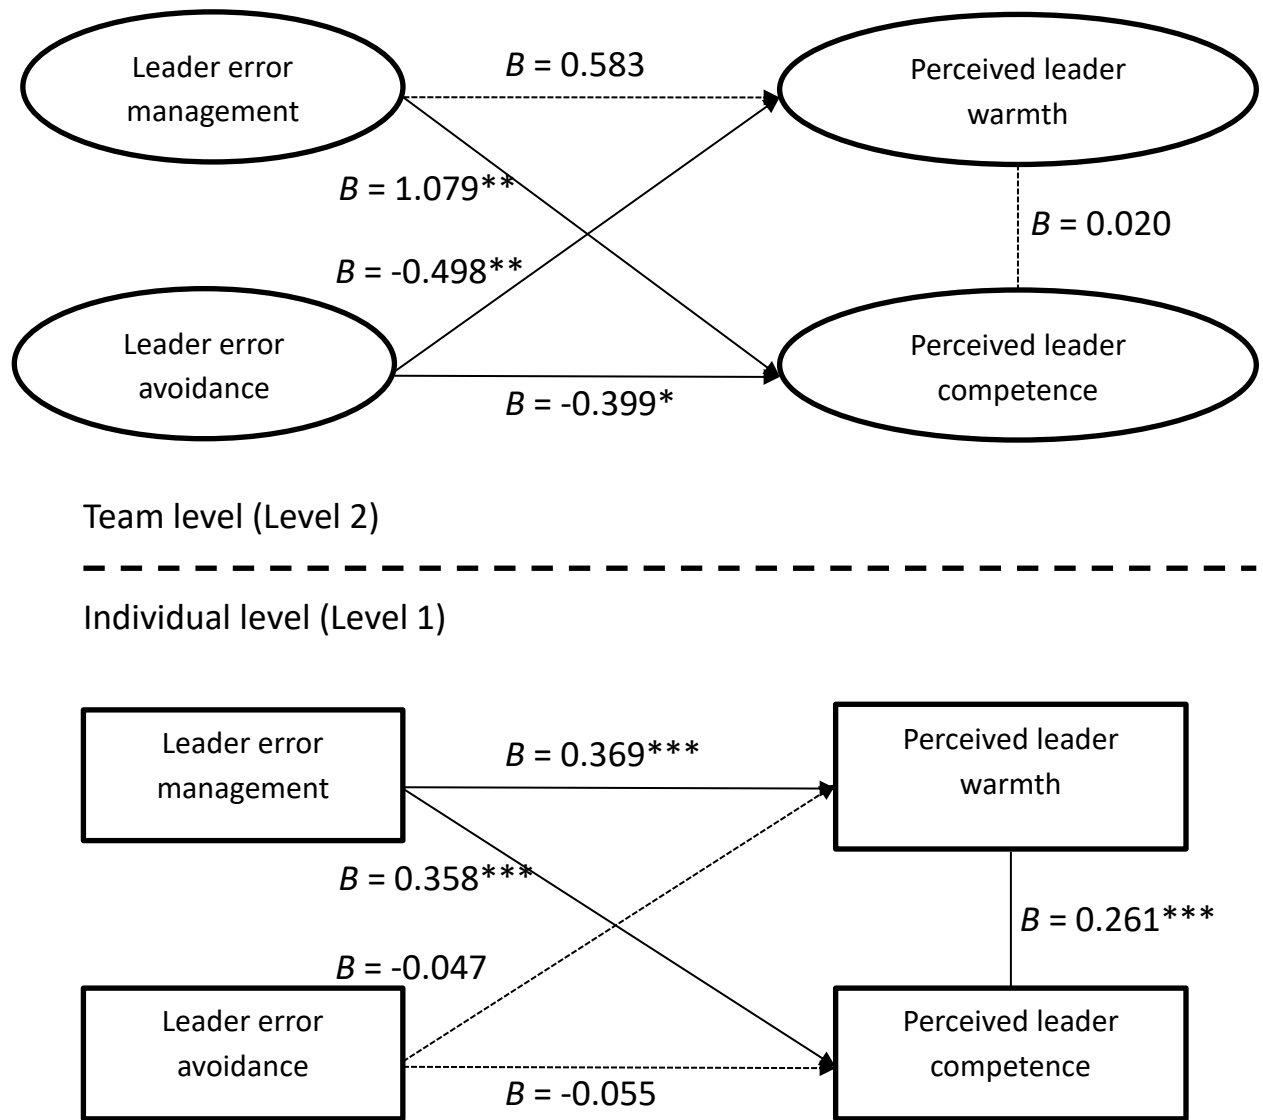 Leader error
management
B = 0.583
Perceived leader
warmth
B = 1.079**
B = 0.020
B = -0.498**
Leader error
avoidance
B = -0.399*
Perceived leader
competence
Team level (Level 2)
Individual level (Level 1)
Leader error
management
B = 0.369***
Perceived leader
warmth
B = 0.358***
B = 0.261***
B = -0.047
Leader error
avoidance
B = -0.055
Perceived leader
competence